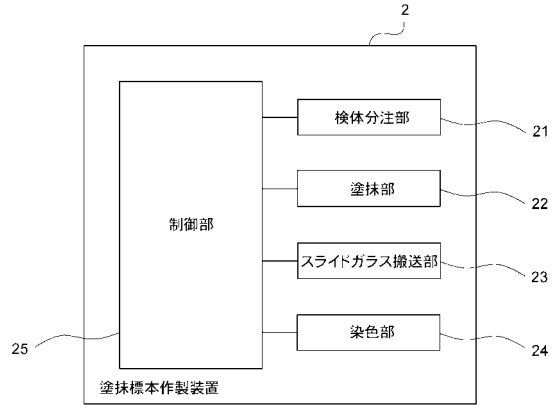 2
検体分注部
21
塗抹部
22
制御部
スライドガラス搬送部
23
染色部
24
25
塗抹標本作製装置